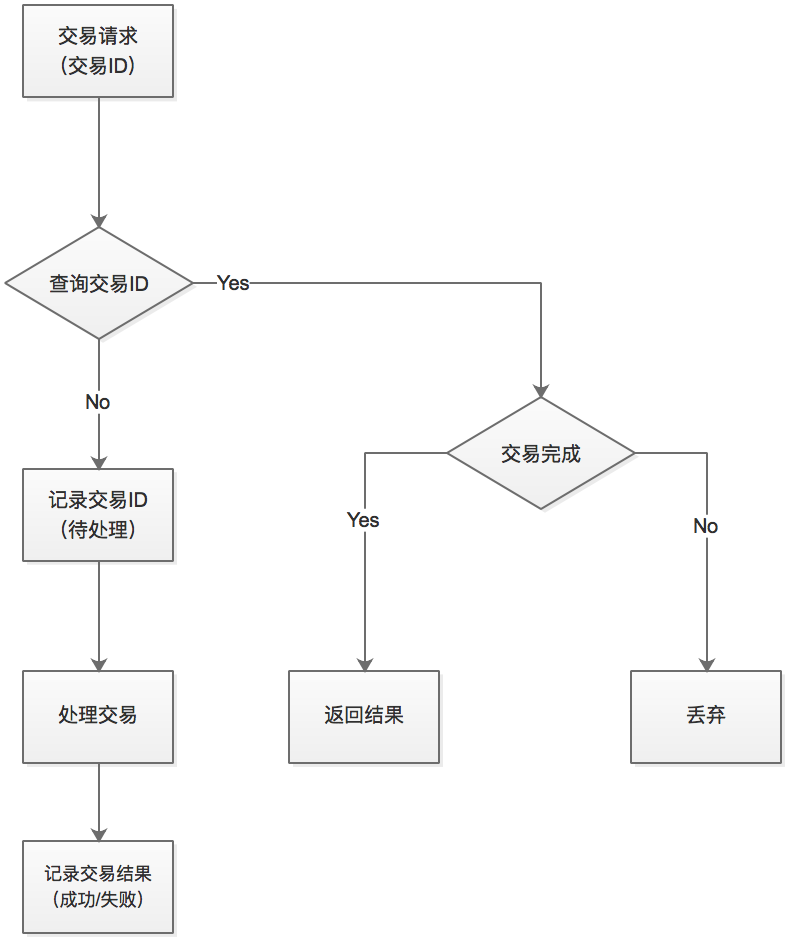 交易请求
（交易ID）
查询交易ID
Yes
No
交易完成
记录交易ID
（待处理）
Yes
No
处理交易
返回结果
丢弃
记录交易结果
（成功/失败）